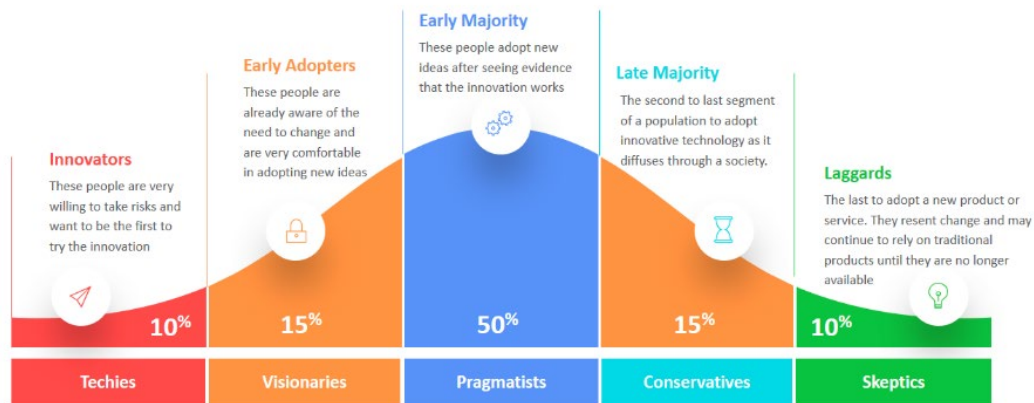 Innovators
These people are very
willing to take risks and
want to be the first to
try the innovation
Early Adopters
These people are
already aware of the
need to change and
are very comfortable
in adopting new ideas
Early Majority
These people adopt new
ideas after seeing evidence
that the innovation works
Late Majority
The second to last segment
of a population to adopt
innovative technology as it
diffuses through a society.
Laggards
The last to adopt a new product or
service. They resent change and may
continue to rely on traditional
products until they are no longer
available
10%
15%
50%
15%
10%
Techies
Visionaries
Pragmatists
Conservatives
Skeptics